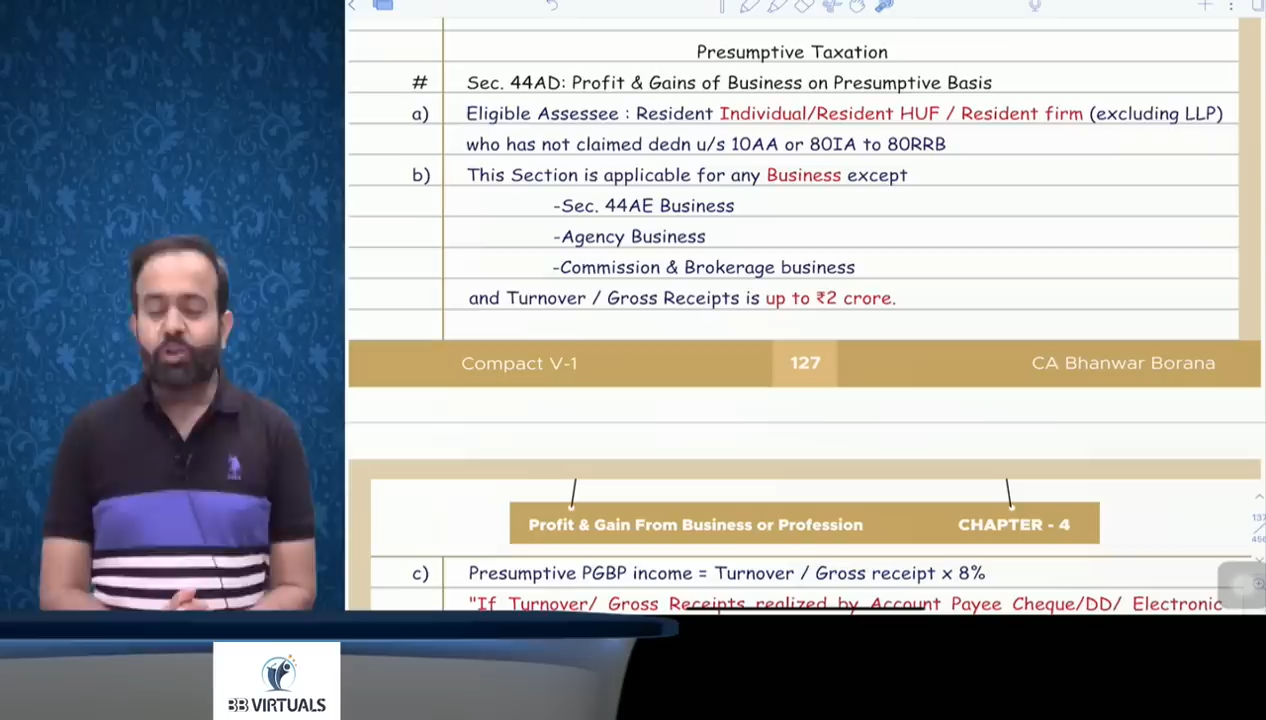 Presumptive Taxation
# Sec. 44AD: Profit & Gains of Business on Presumptive Basis
a) Eligible Assessee : Resident Individual/Resident HUF / Resident firm (excluding LLP)
who has not claimed dedn u/s 10AA or 80IA to 80RRB
b) This Section is applicable for any Business except
-Sec. 44AE Business
-Agency Business
-Commission & Brokerage business
and Turnover / Gross Receipts is up to ₹2 crore.
Compact V-1 127 CA Bhanwar Borana
Profit & Gain From Business or Profession CHAPTER - 4
c) Presumptive PGBP income = Turnover / Gross receipt x 8%
"If Turnover/ Gross Receipts realized by Account Payee Cheque/DD/ Electronic
BB VIRTUALS